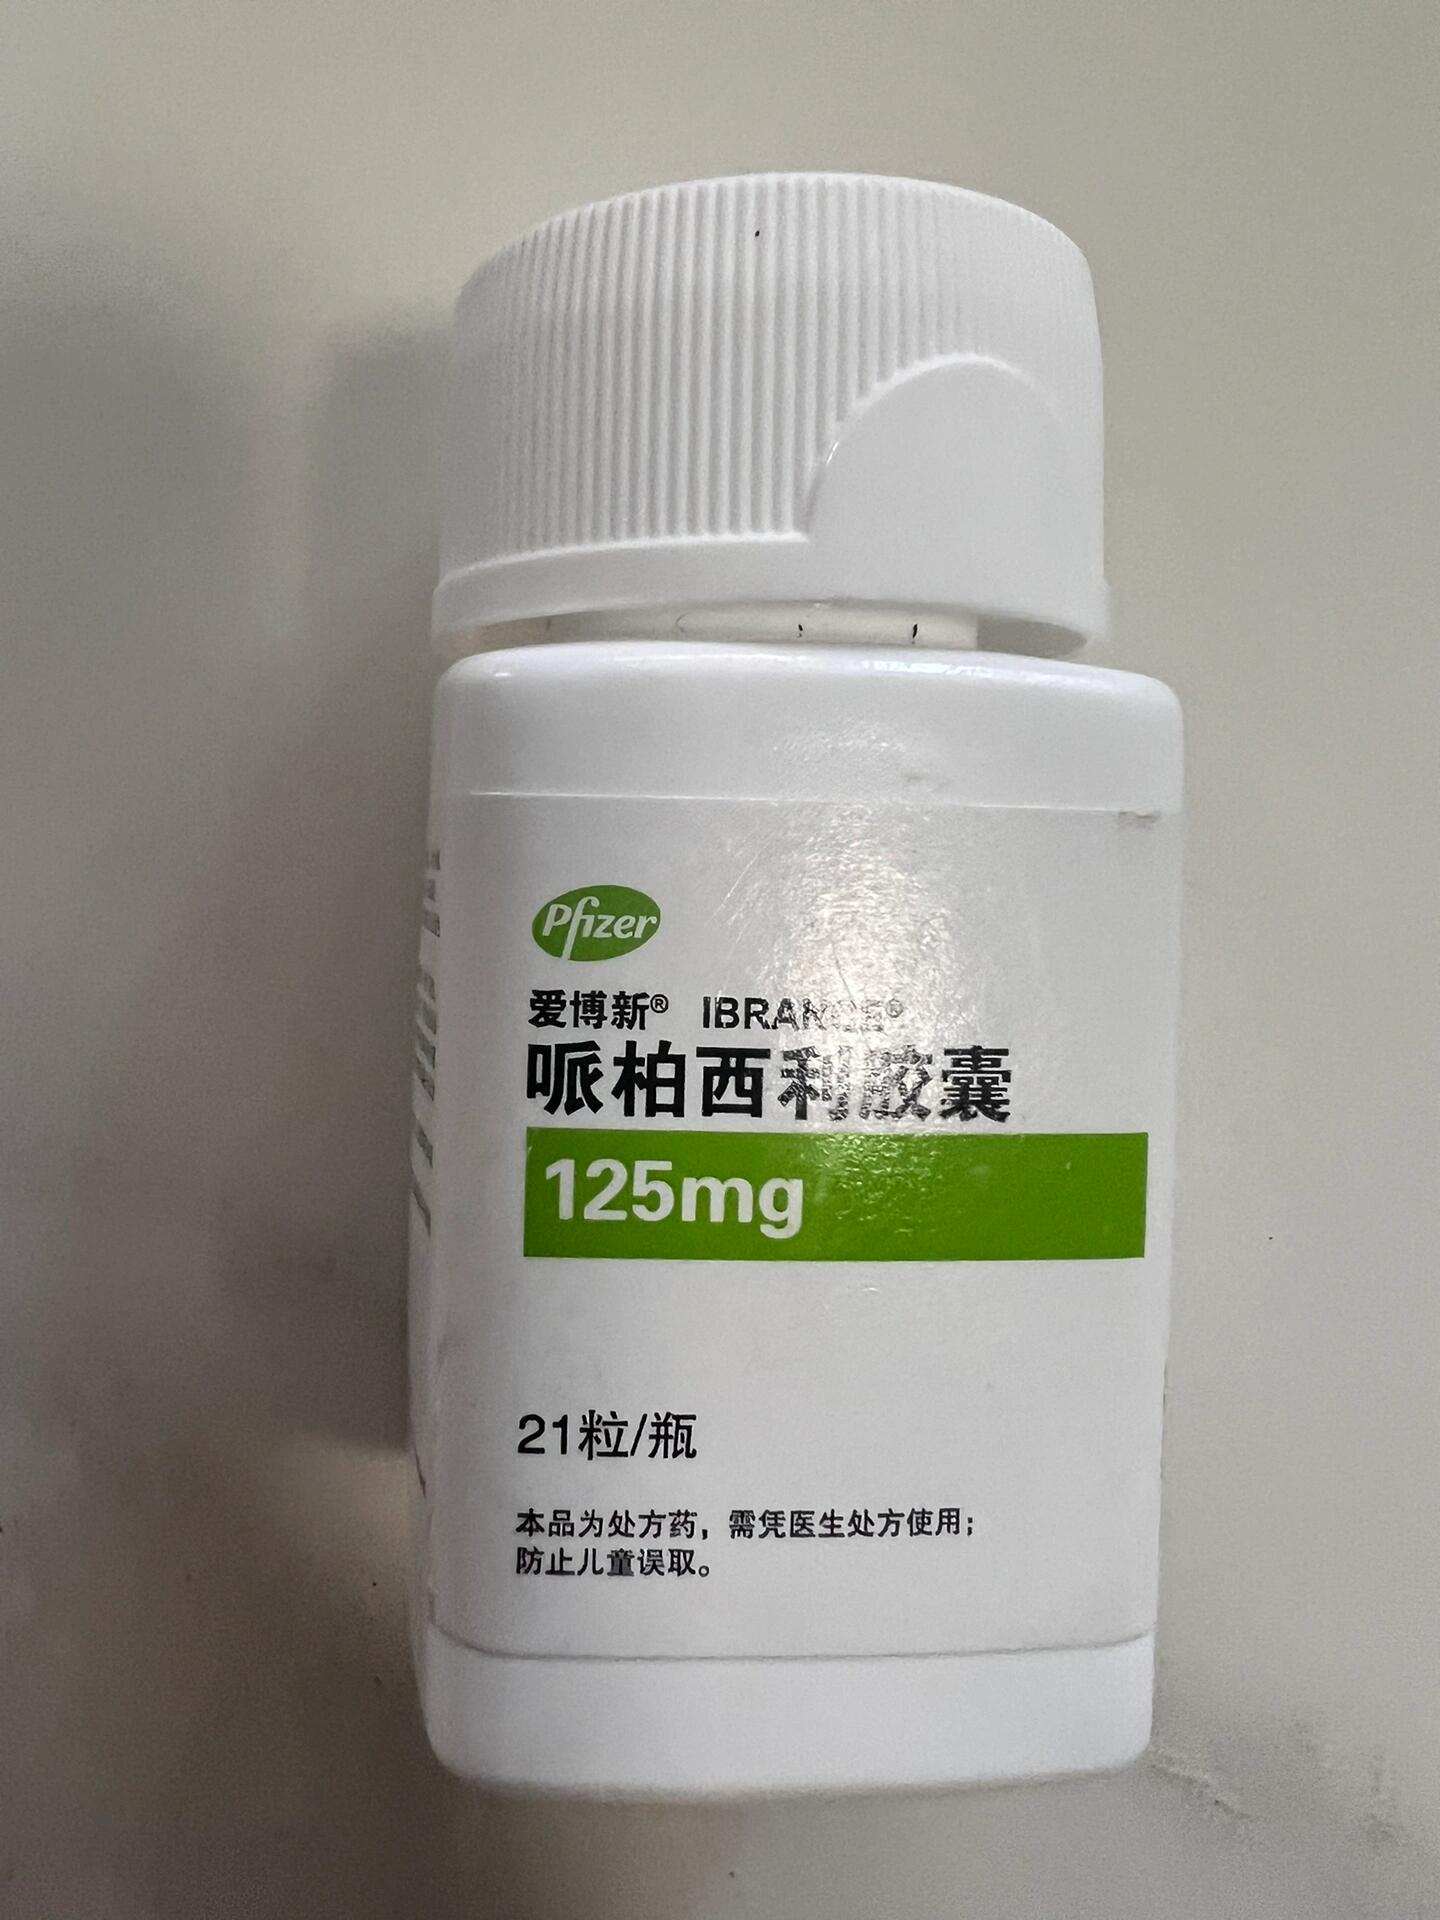 Pfizer
爱博新® IBRANCE®
哌柏西利胶囊
125mg
21粒/瓶
本品为处方药，需凭医生处方使用；
防止儿童误取。